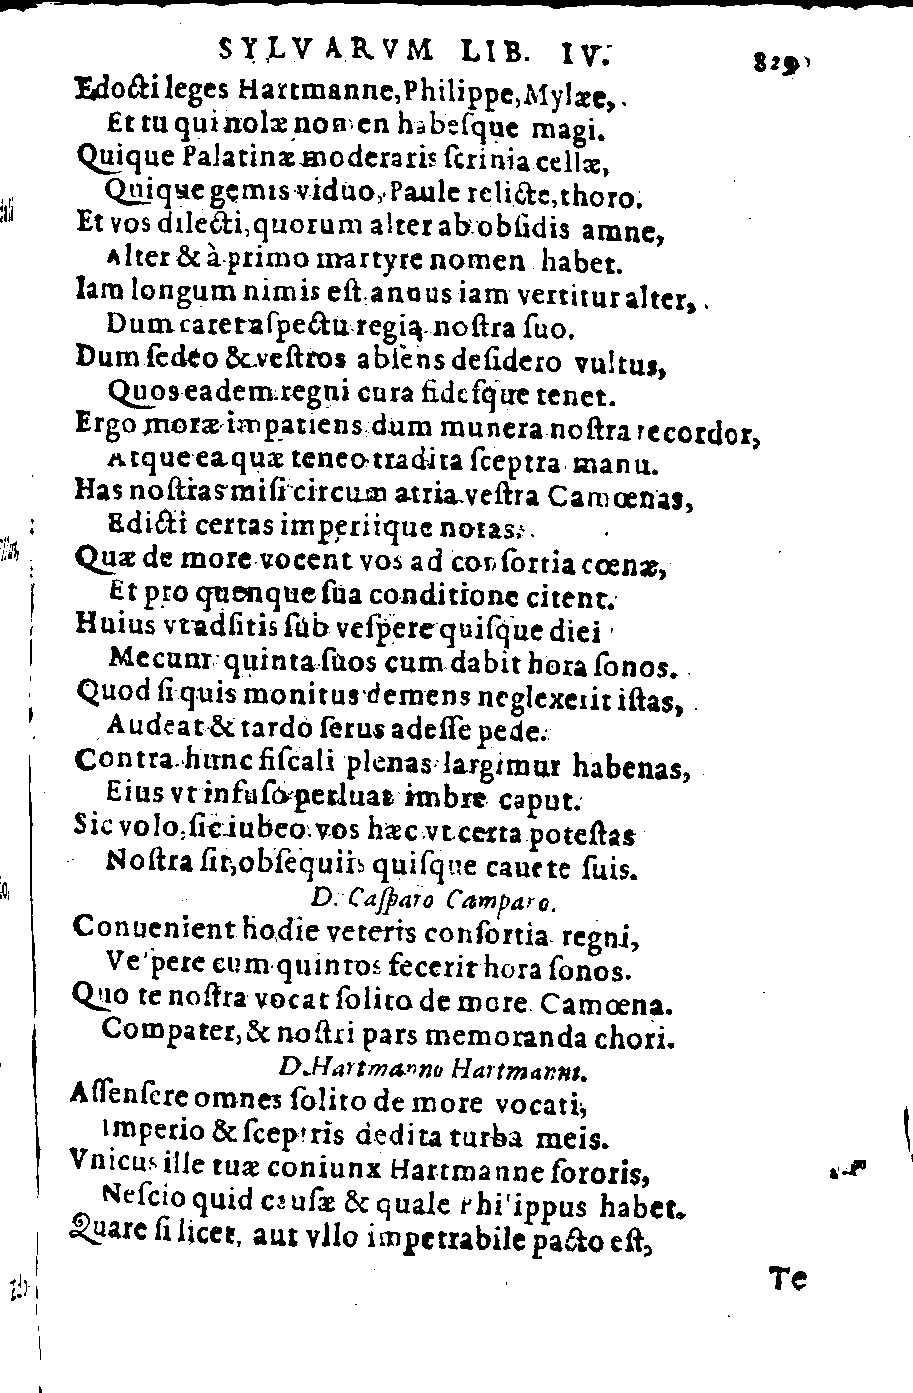 SYLVARVM LIB. IV. 829
Edocti leges Hartmanne, Philippe, Mylæe,
Et tu qui nolæ nomen habeſque magi.
Quique Palatinæ moderaris ſcrinia cellæ,
Quique gemis viduo, Paule relicte, thoro.
Et vos dilecti, quorum alter ab obſidis amne,
Alter & à primo martyre nomen habet.
Iam longum nimis eſt annus iam vertitur alter,
Dum caret aſpectu regia noſtra ſuo.
Dum ſedeo & veſtros abſens deſidero vultus,
Quos eadem regni cura fideſque tenet.
Ergo moræ impatiens dum munera noſtra recordor,
Atque ea quæ teneo tradita ſceptra manu.
Has noſtras miſi circum atria veſtra Camœnas,
Edicti certas imperiique notas.
Quæ de more vocent vos ad conſortia cœnæ,
Et pro quenque ſua conditione citent.
Huius vt adſitis ſub veſpere quiſque diei
Mecum quinta ſuos cum dabit hora ſonos.
Quod ſi quis monitus demens neglexerit iſtas,
Audeat & tardo ſerus adeſſe pede.
Contra hunc fiſcali plenas largimur habenas,
Eius vt infuſo perluat imbre caput.
Sic volo, ſic iubeo. vos hæc vt certa poteſtas
Noſtra ſit, obſequiis quiſque cauete ſuis.
D. Caſparo Camparo.
Conuenient hodie veteris conſortia regni,
Veſpere cum quintos fecerit hora ſonos.
Quo te noſtra vocat ſolito de more Camœna.
Compater, & noſtri pars memoranda chori.
D. Hartmanno Hartmanni.
Aſſenſere omnes ſolito de more vocati,
Imperio & ſceptris dedita turba meis.
Vnicus ille tuæ coniunx Hartmanne ſororis,
Neſcio quid cauſæ & quale Philippus habet.
Quare ſi licet, aut vllo impetrabile pacto eſt,
Te